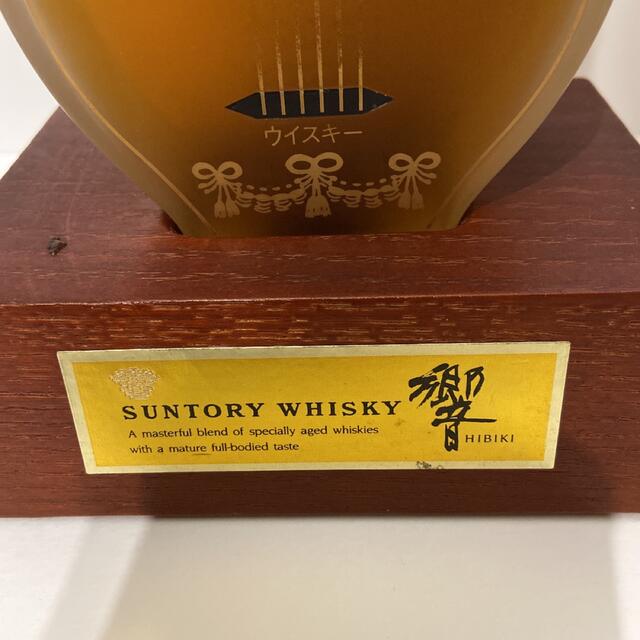 ウイスキー
SUNTORY WHISKY
A masterful blend of specially aged whiskies
with a mature full-bodied taste
響
HIBIKI